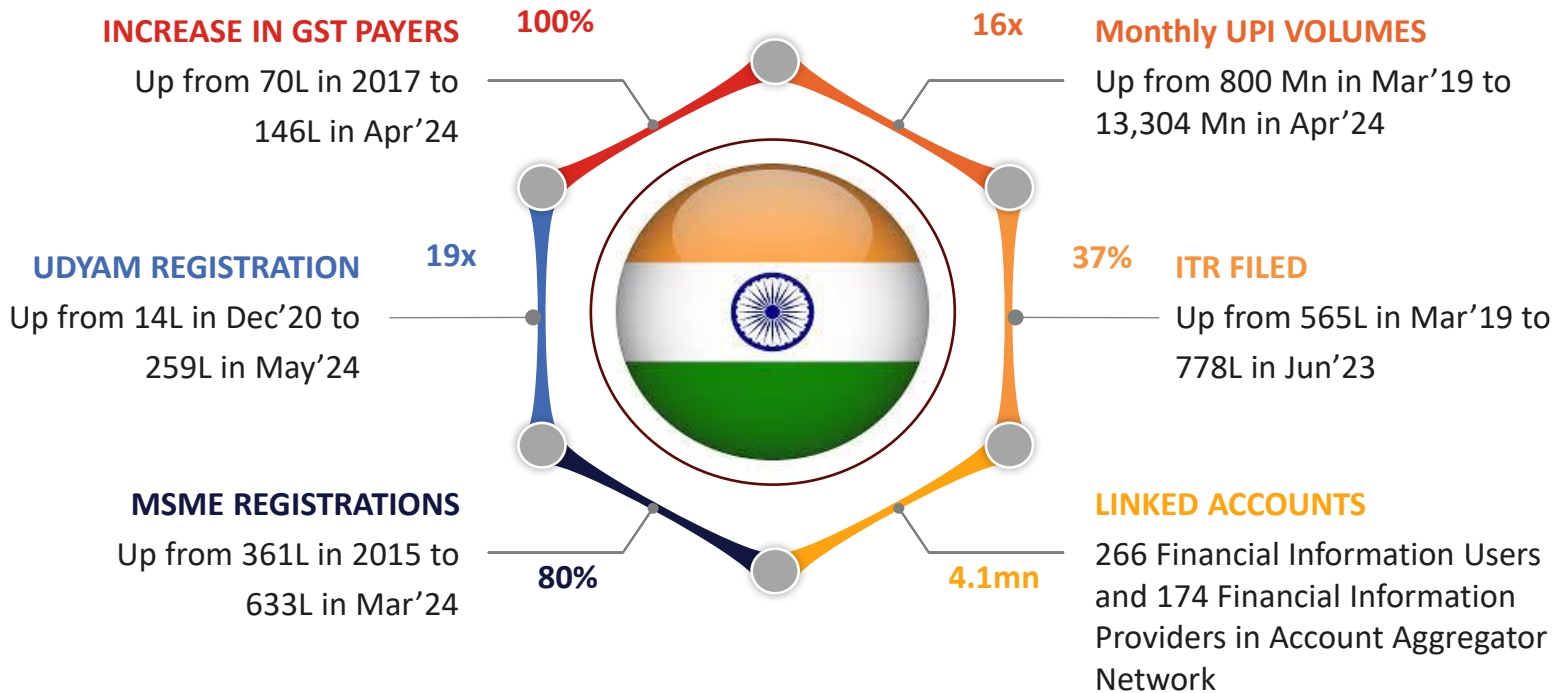 INCREASE IN GST PAYERS
100%
Up from 70L in 2017 to
146L in Apr’24
16x
Monthly UPI VOLUMES
Up from 800 Mn in Mar’19 to
13,304 Mn in Apr’24
UDYAM REGISTRATION
19x
Up from 14L in Dec’20 to
259L in May’24
37%
ITR FILED
Up from 565L in Mar’19 to
778L in Jun’23
MSME REGISTRATIONS
Up from 361L in 2015 to
633L in Mar’24
80%
LINKED ACCOUNTS
4.1mn
266 Financial Information Users
and 174 Financial Information
Providers in Account Aggregator
Network